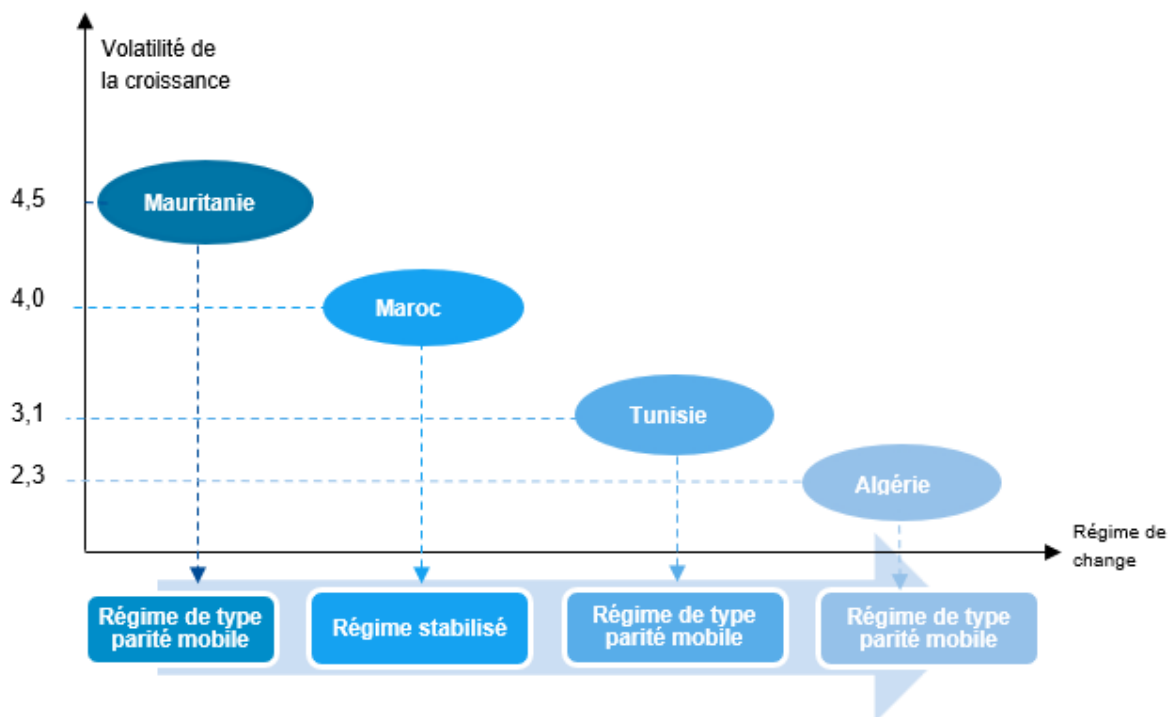 Volatilité de
la croissance
4,5
Mauritanie
4,0
Maroc
3,1
Tunisie
2,3
Algérie
Régime de
change
Régime de type
parité mobile
Régime stabilisé
Régime de type
parité mobile
Régime de type
parité mobile